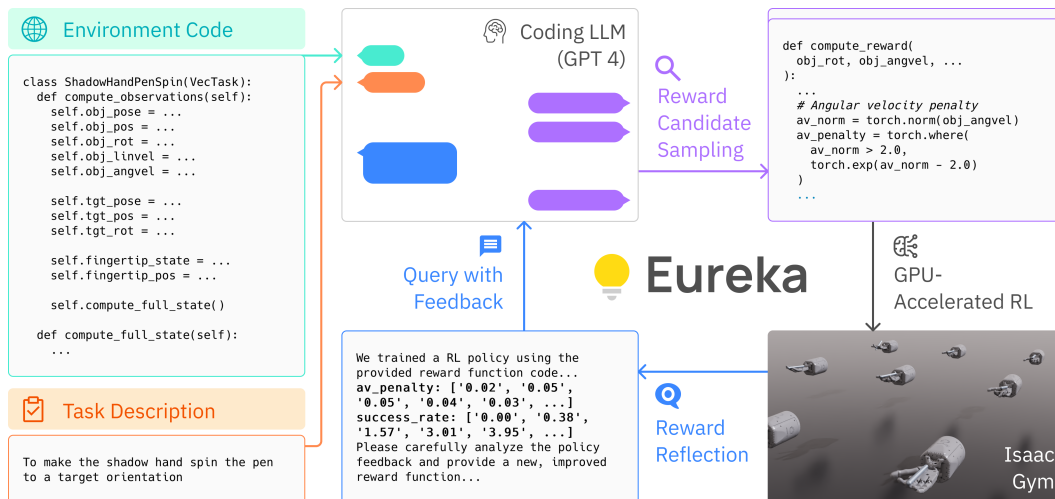 Environment Code
class ShadowHandPenSpin(VecTask):
def compute_observations(self):
self.obj_pose = ...
self.obj_pos = ...
self.obj_rot = ...
self.obj_linvel = ...
self.obj_angvel = ...
self.tgt_pose = ...
self.tgt_pos = ...
self.tgt_rot = ...
self.fingertip_state = ...
self.fingertip_pos = ...
self.compute_full_state()
def compute_full_state(self):
...
Task Description
To make the shadow hand spin the pen
to a target orientation
Coding LLM
(GPT 4)
Reward
Candidate
Sampling
def compute_reward(
obj_rot, obj_angvel, ...
):
...
# Angular velocity penalty
av_norm = torch.norm(obj_angvel)
av_penalty = torch.where(
av_norm > 2.0,
torch.exp(av_norm - 2.0)
)
...
Query with
Feedback
Eureka
GPU-
Accelerated RL
We trained a RL policy using the
provided reward function code...
av_penalty: ['0.02', '0.05',
'0.05', '0.04', '0.03', ...]
success_rate: ['0.00', '0.38',
'1.57', '3.01', '3.95', ...]
Please carefully analyze the policy
feedback and provide a new, improved
reward function...
Reward
Reflection
Isaac
Gym